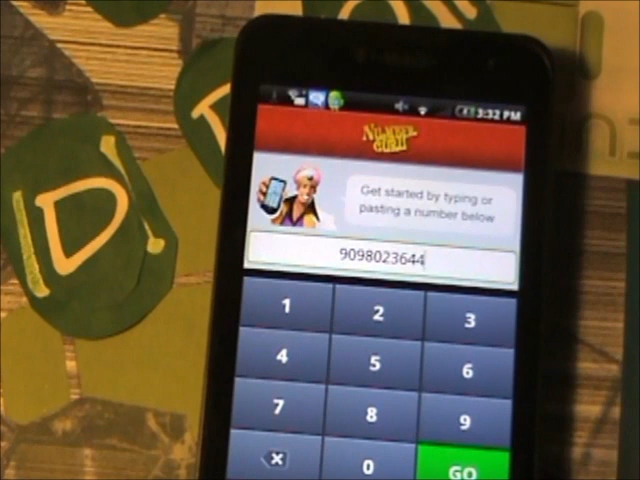 3:32 PM
NUMBER
GURU
Get started by typing or
pasting a number below
9098023644
1 2 3
4 5 6
7 8 9
0 GO
D